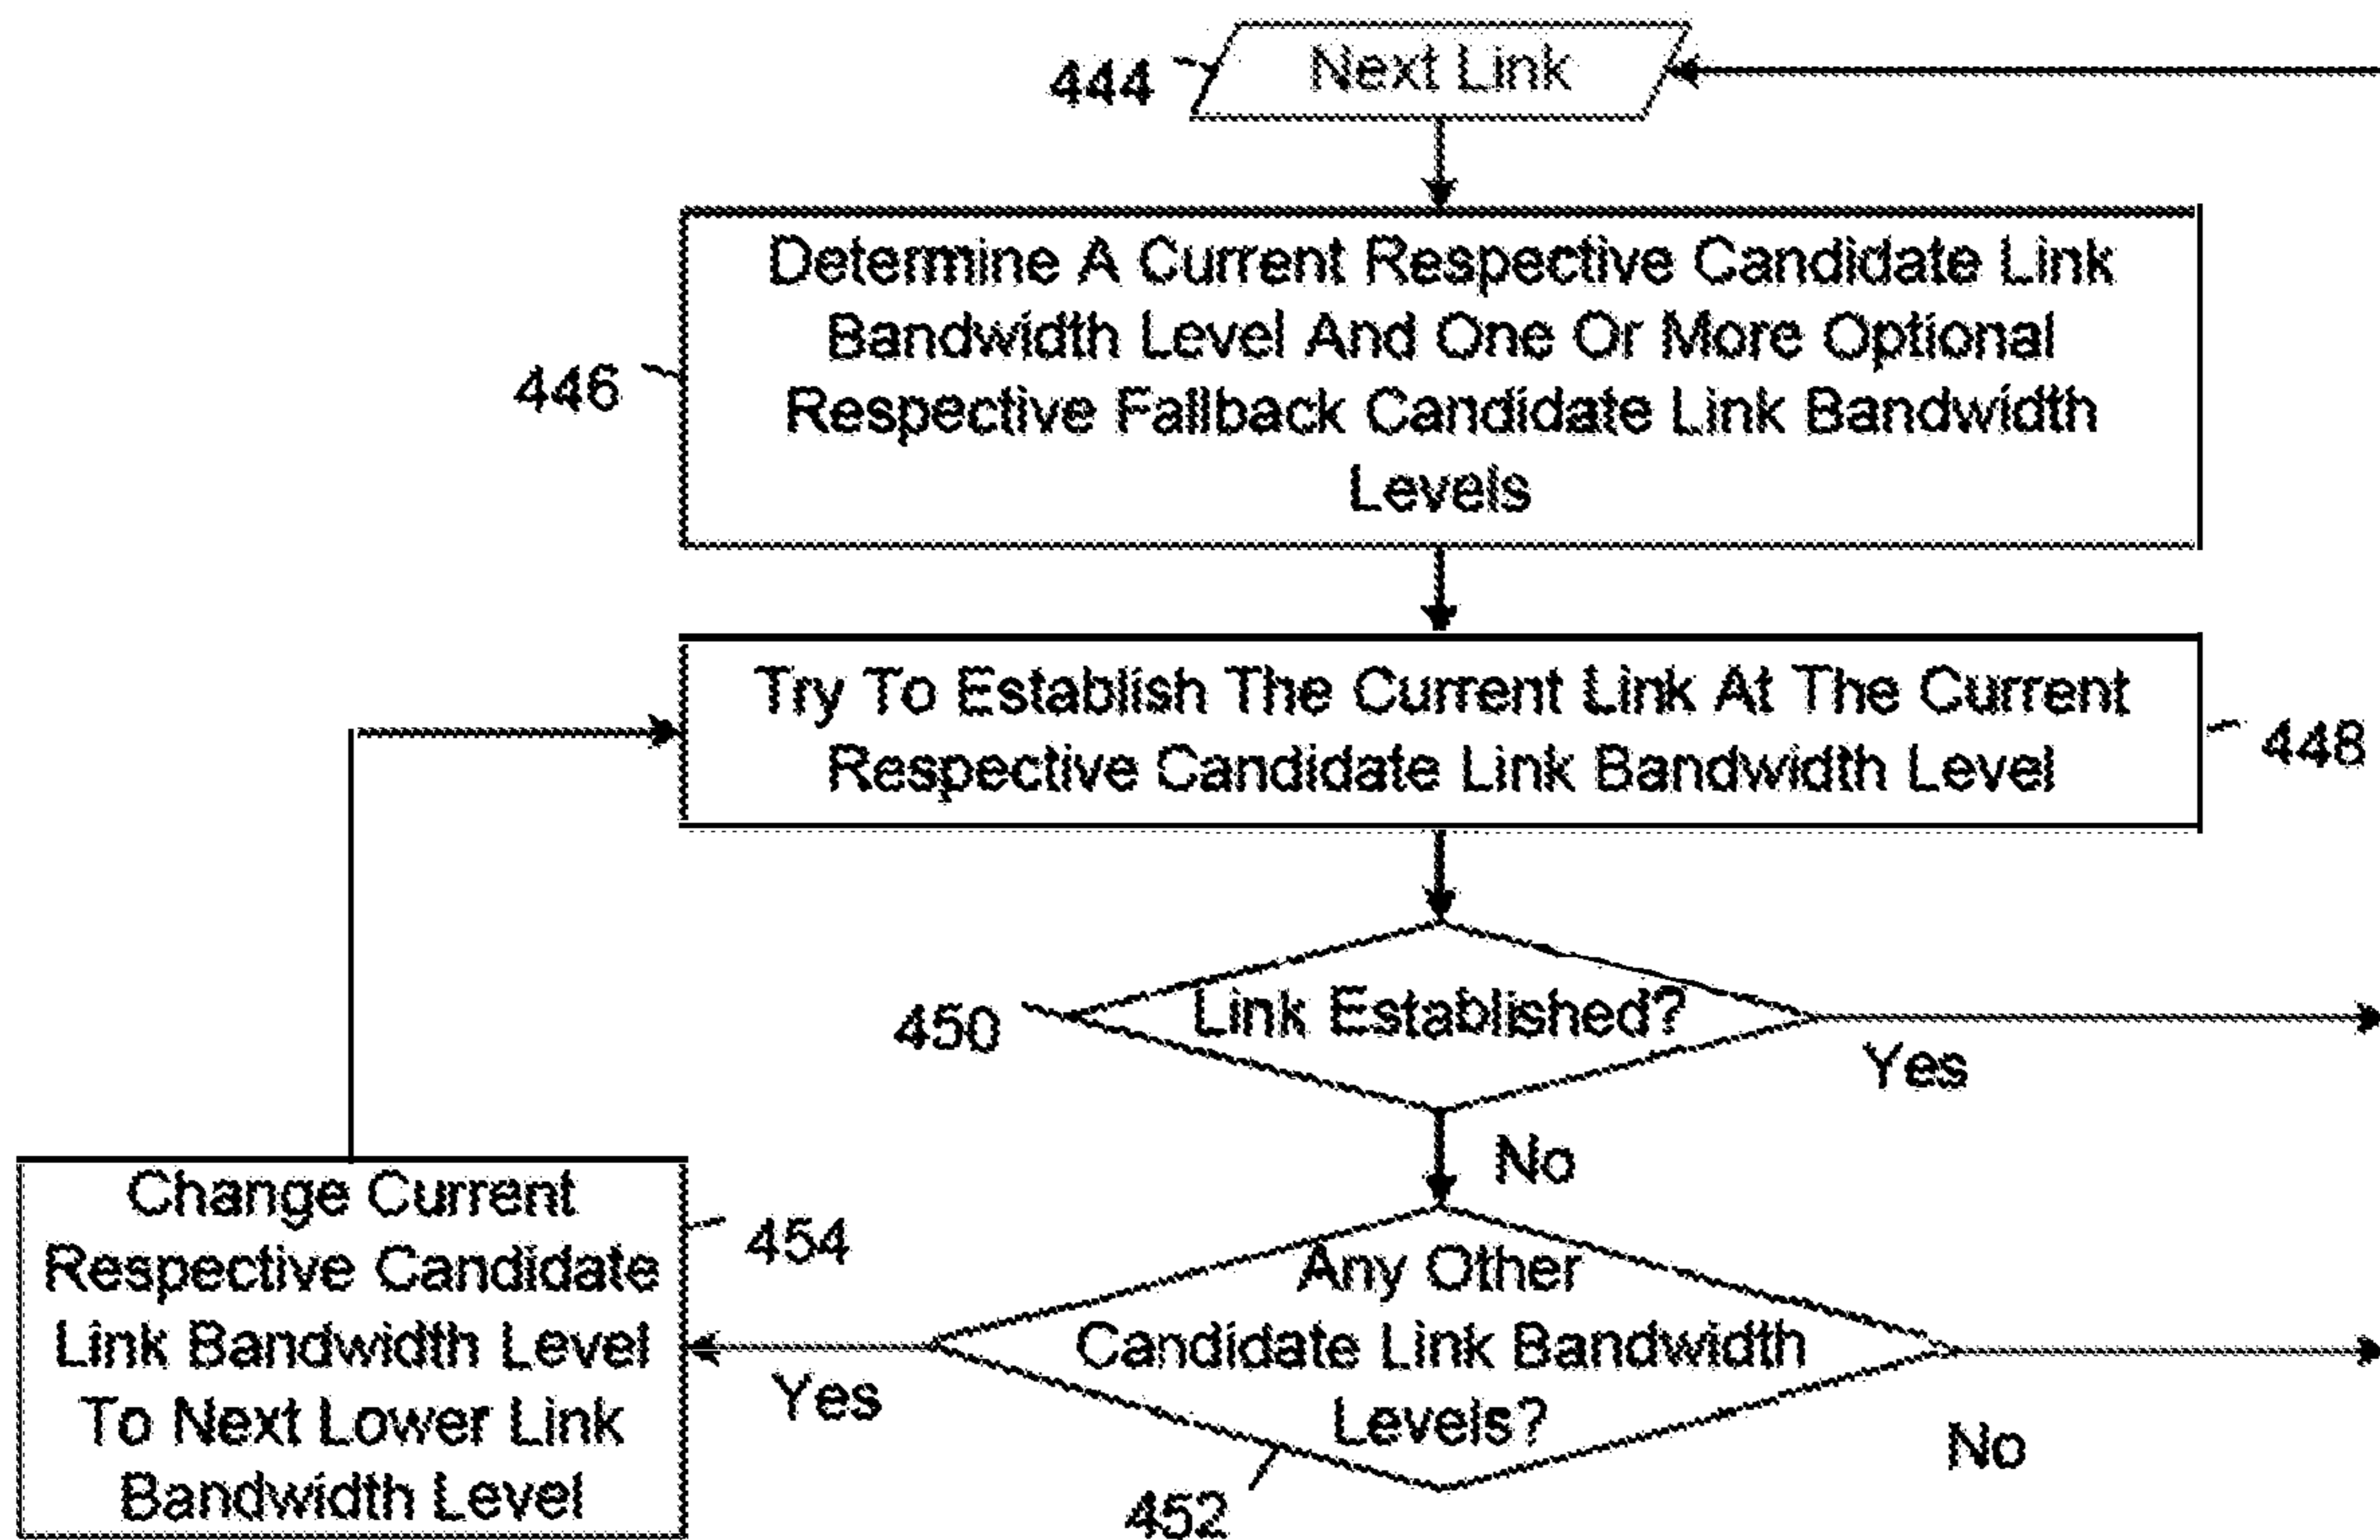 444
Next Link
Determine A Current Respective Candidate Link
Bandwidth Level And One Or More Optional
Respective Fallback Candidate Link Bandwidth
Levels
446
Try To Establish The Current Link At The Current
Respective Candidate Link Bandwidth Level
448
Link Established?
450
Yes
No
Change Current
Respective Candidate
Link Bandwidth Level
To Next Lower Link
Bandwidth Level
454
Any Other
Candidate Link Bandwidth
Levels?
Yes
No
452